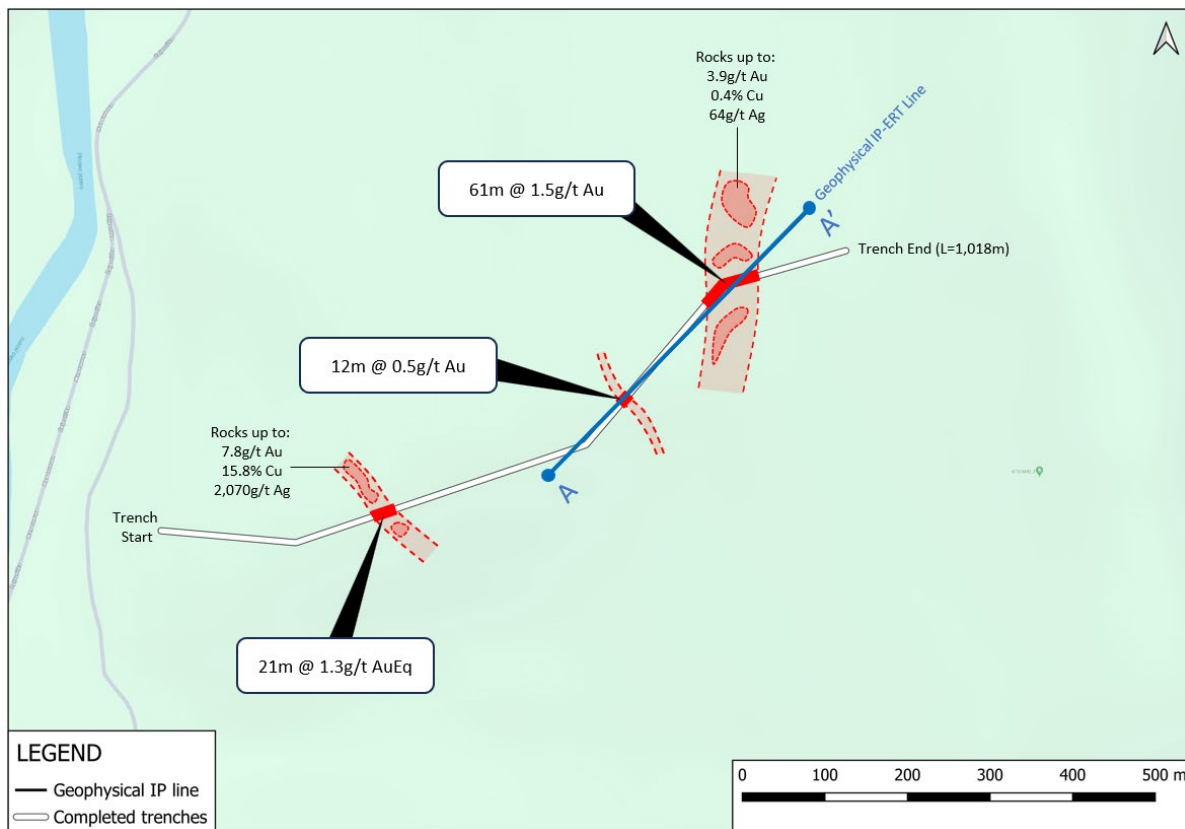 Rocks up to:
3.9g/t Au
0.4% Cu
64g/t Ag
Geophysical IP-ERT Line
A'
61m @ 1.5g/t Au
Trench End (L=1,018m)
12m @ 0.5g/t Au
Rocks up to:
7.8g/t Au
15.8% Cu
2,070g/t Ag
A
Trench
Start
21m @ 1.3g/t AuEq
LEGEND
Geophysical IP line
Completed trenches
0 100 200 300 400 500 m